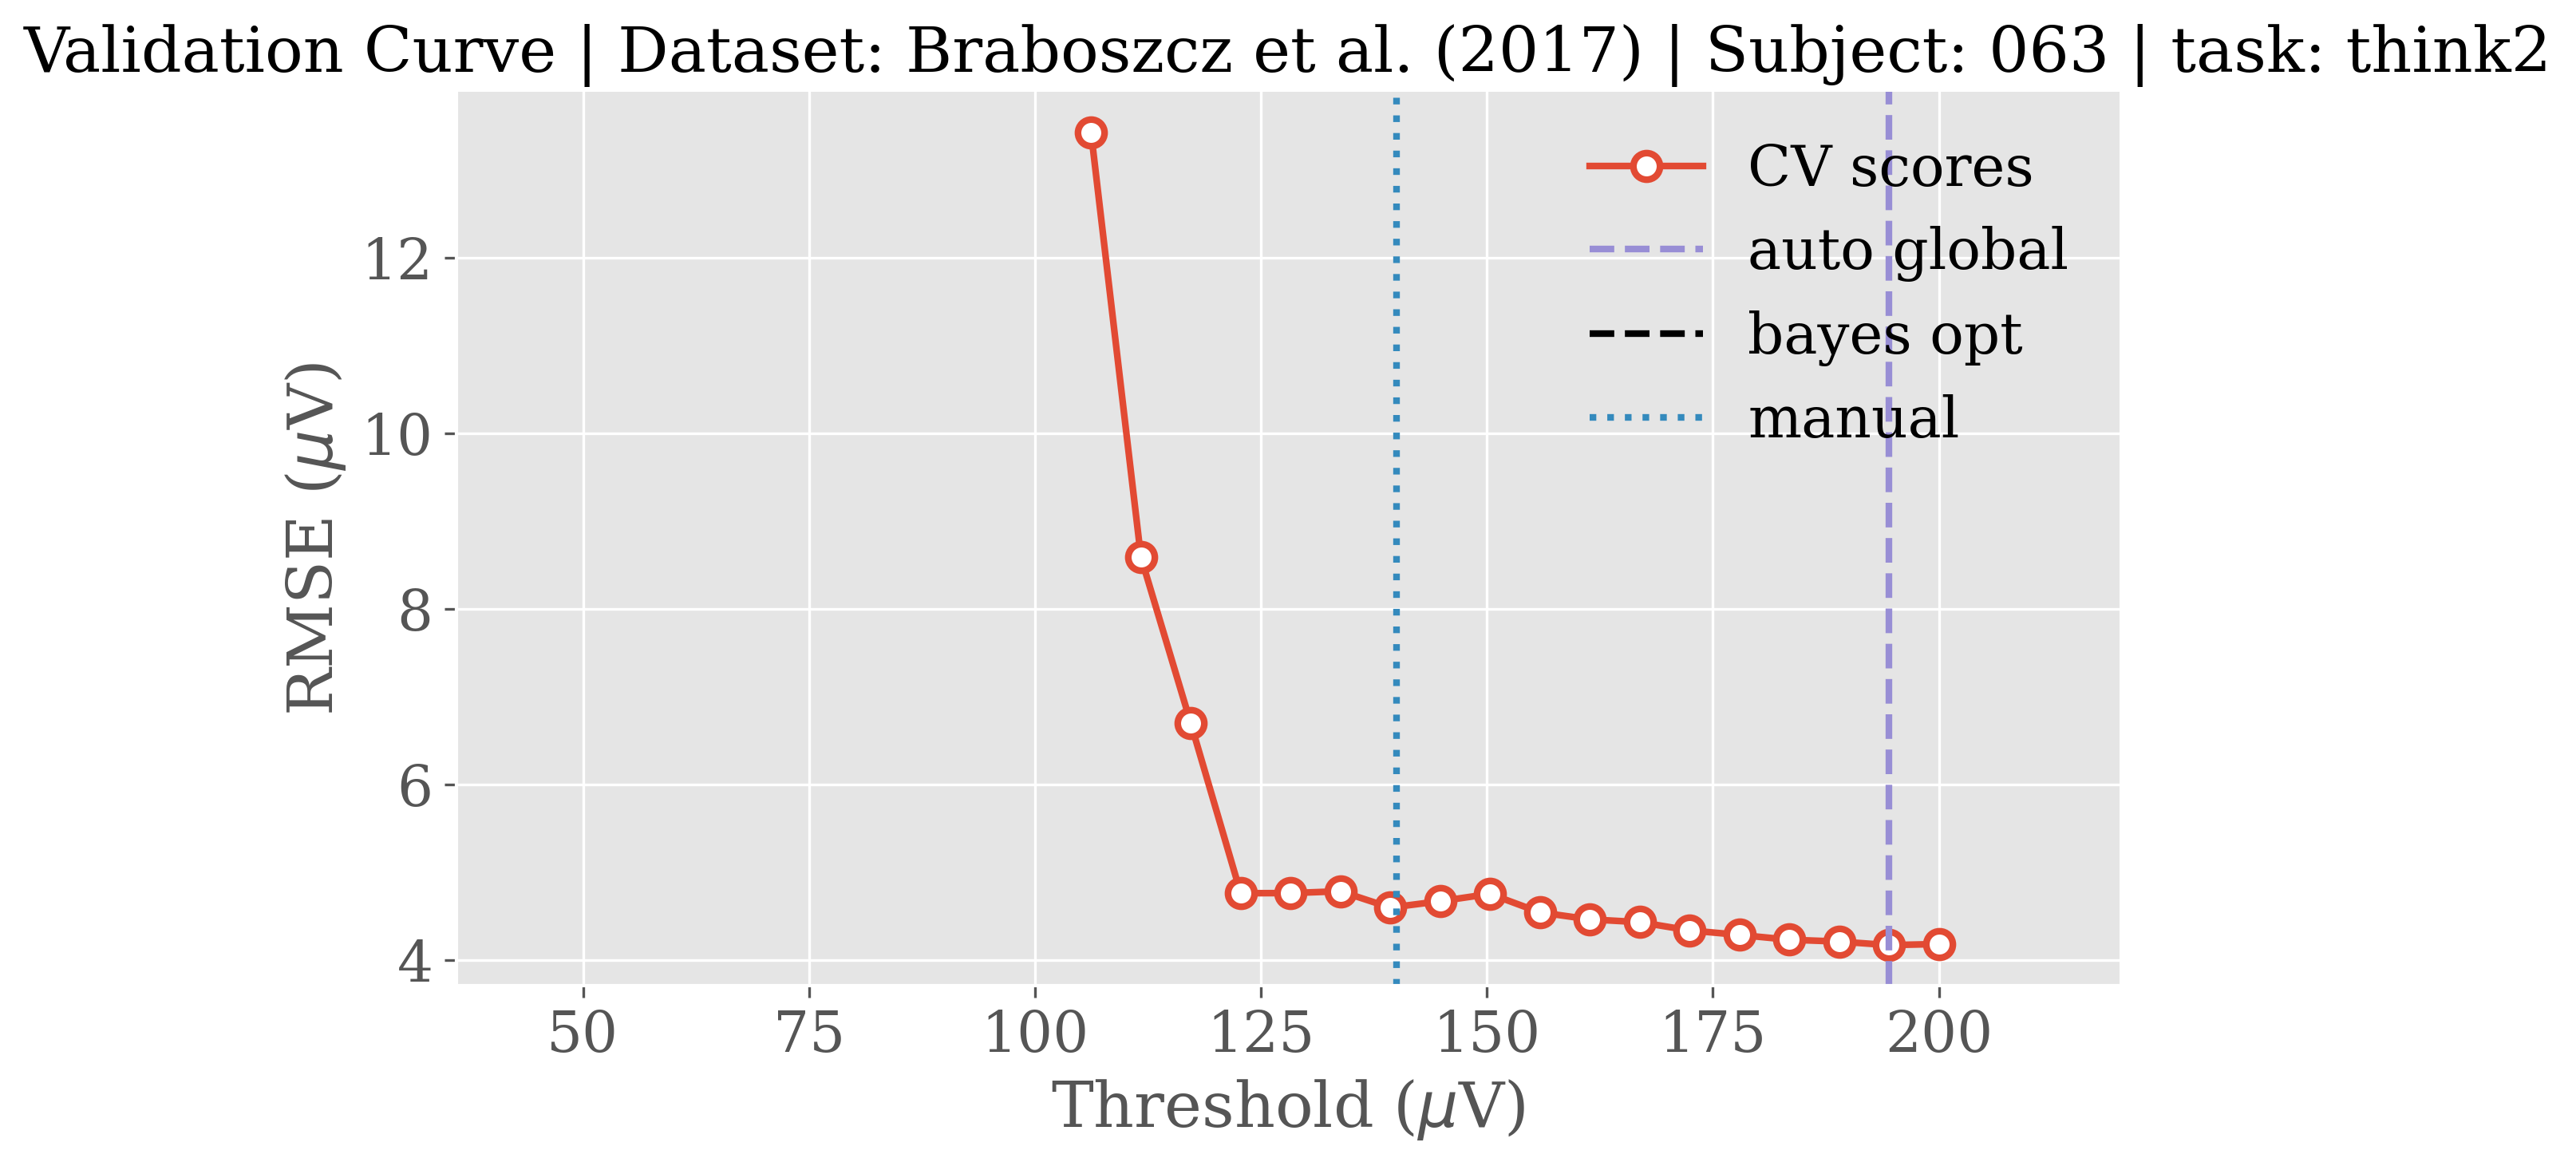 Validation Curve | Dataset: Braboszcz et al. (2017) | Subject: 063 | task: think2
CV scores
auto global
bayes opt
manual
RMSE (μV)
12
10
8
6
4
50 75 100 125 150 175 200
Threshold (μV)